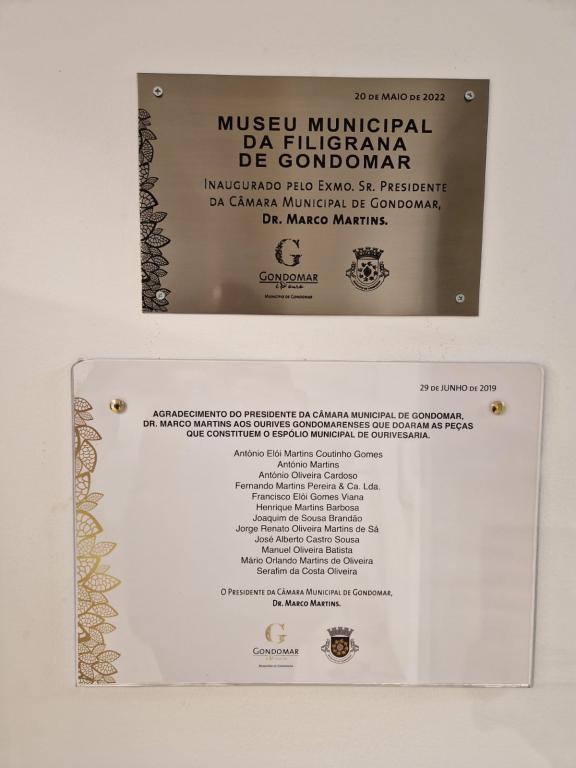 20 DE MAIO DE 2022
MUSEU MUNICIPAL
DA FILIGRANA
DE GONDOMAR
INAUGURADO PELO EXMO. SR. PRESIDENTE
DA CÂMARA MUNICIPAL DE GONDOMAR,
DR. MARCO MARTINS.
G
GONDOMAR
é D'ouro
MUNICÍPIO DE GONDOMAR
29 DE JUNHO DE 2019
AGRADECIMENTO DO PRESIDENTE DA CÂMARA MUNICIPAL DE GONDOMAR,
DR. MARCO MARTINS AOS OURIVES GONDOMARENSES QUE DOARAM AS PEÇAS
QUE CONSTITUEM O ESPÓLIO MUNICIPAL DE OURIVESARIA.
António Elói Martins Coutinho Gomes
António Martins
António Oliveira Cardoso
Fernando Martins Pereira & Ca. Lda.
Francisco Elói Gomes Viana
Henrique Martins Barbosa
Joaquim de Sousa Brandão
Jorge Renato Oliveira Martins de Sá
José Alberto Castro Sousa
Manuel Oliveira Batista
Mário Orlando Martins de Oliveira
Serafim da Costa Oliveira
O PRESIDENTE DA CÂMARA MUNICIPAL DE GONDOMAR,
DR. MARCO MARTINS.
G
GONDOMAR
é D'ouro
MUNICÍPIO DE GONDOMAR